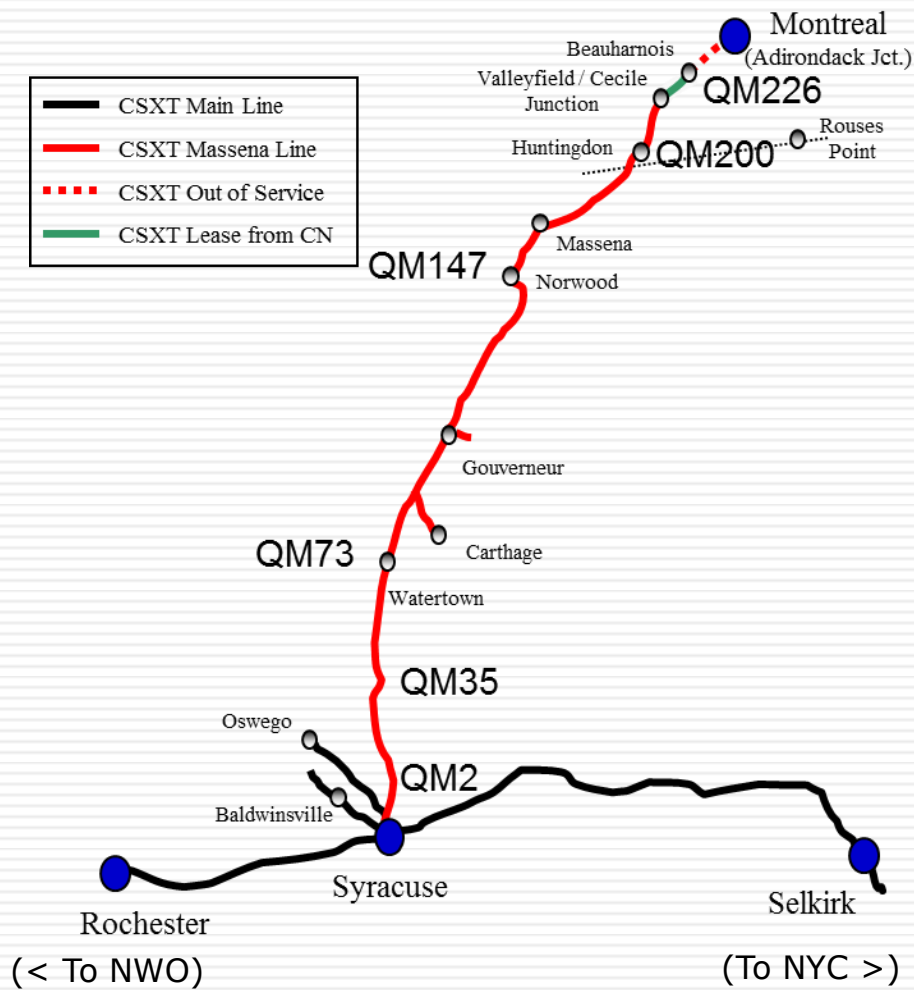 Montreal
(Adirondack Jct.)
Beauharnois
Valleyfield / Cecile
Junction
QM226
CSXT Main Line
CSXT Massena Line
CSXT Out of Service
CSXT Lease from CN
Rouses
Point
Huntingdon
QM200
Massena
QM147
Norwood
Gouverneur
Carthage
QM73
Watertown
QM35
Oswego
QM2
Baldwinsville
Syracuse
Selkirk
Rochester
(< To NWO)
(To NYC >)